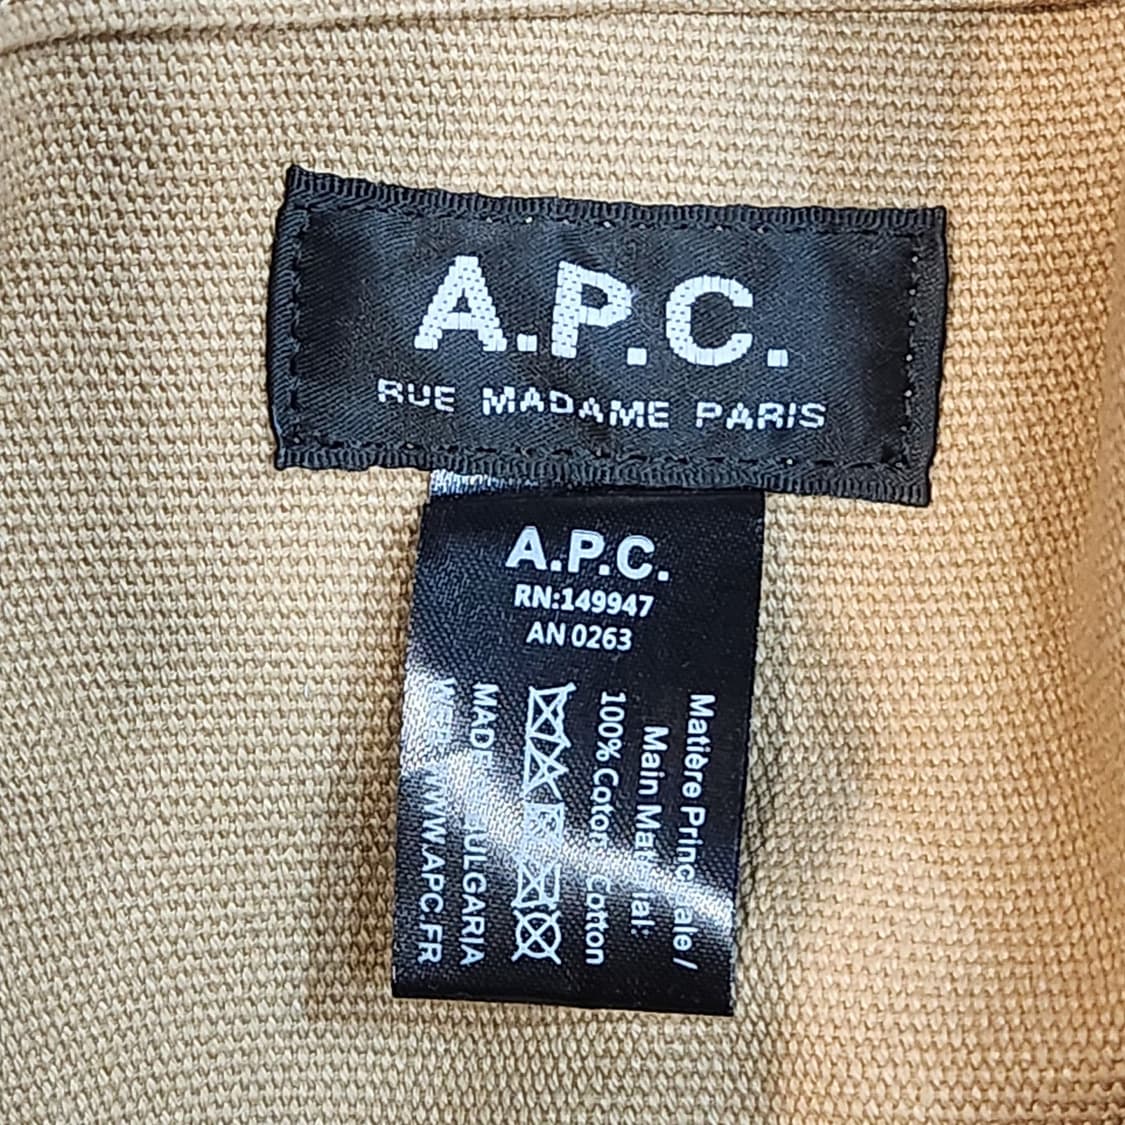 A.P.C.
RUE MADAME PARIS
A.P.C.
RN:149947
AN 0263
Matière Principale /
Main Material:
100% Coton / Cotton
MADE BULGARIA
WWW.APC.FR